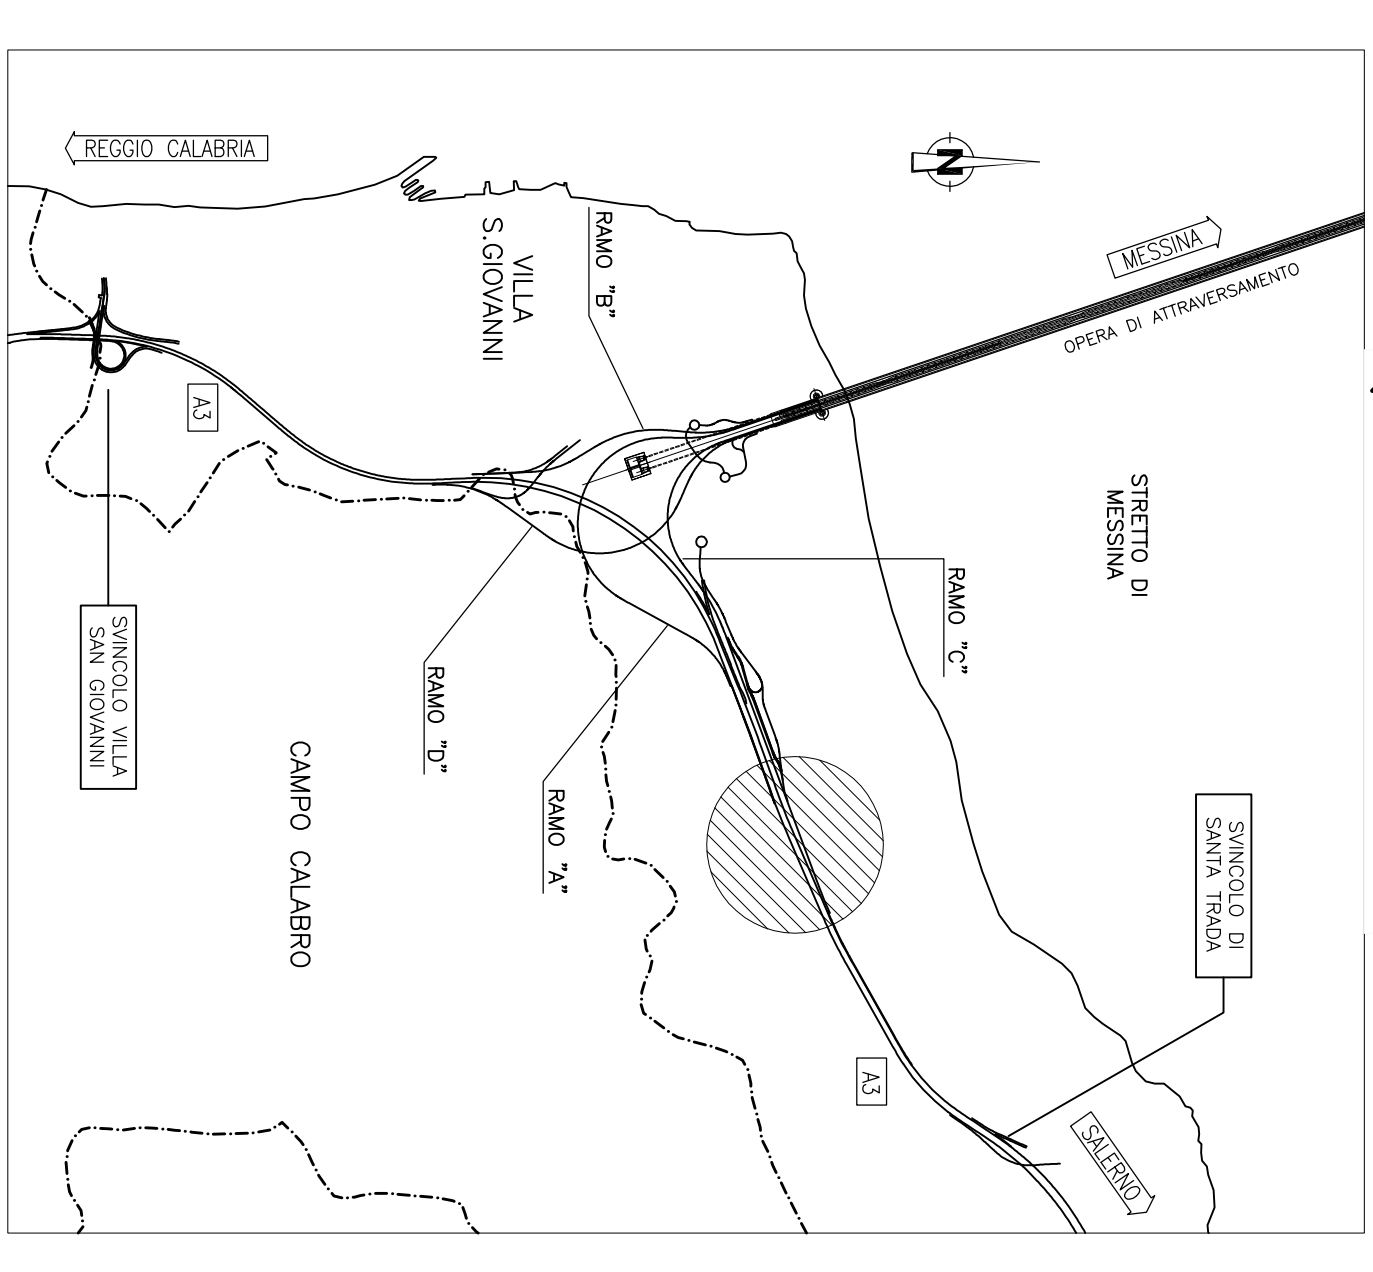 REGGIO CALABRIA
N
MESSINA
OPERA DI ATTRAVERSAMENTO
RAMO "B"
VILLA
S.GIOVANNI
A3
STRETTO DI
MESSINA
RAMO "C"
SVINCOLO VILLA
SAN GIOVANNI
RAMO "D"
CAMPO CALABRO
RAMO "A"
SVINCOLO DI
SANTA TRADA
A3
SALERNO